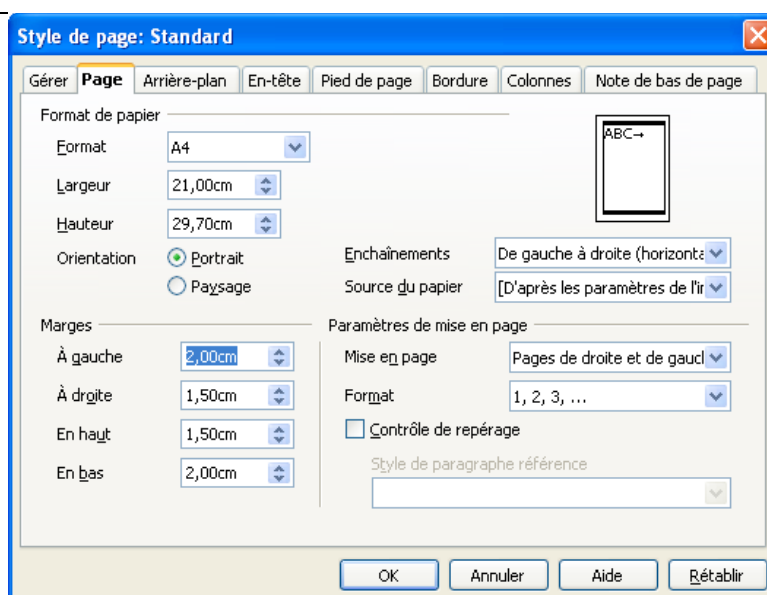 Style de page: Standard
Gérer Page Arrière-plan En-tête Pied de page Bordure Colonnes Note de bas de page
Format de papier
Format A4
ABC→
Largeur 21,00cm
Hauteur 29,70cm
Orientation Portrait Enchaînements De gauche à droite (horizonta
Paysage Source du papier [D'après les paramètres de l'ir
Marges Paramètres de mise en page
À gauche 2,00cm Mise en page Pages de droite et de gaucl
À droite 1,50cm Format 1, 2, 3, ...
En haut 1,50cm Contrôle de repérage
En bas 2,00cm Style de paragraphe référence
OK Annuler Aide Rétablir